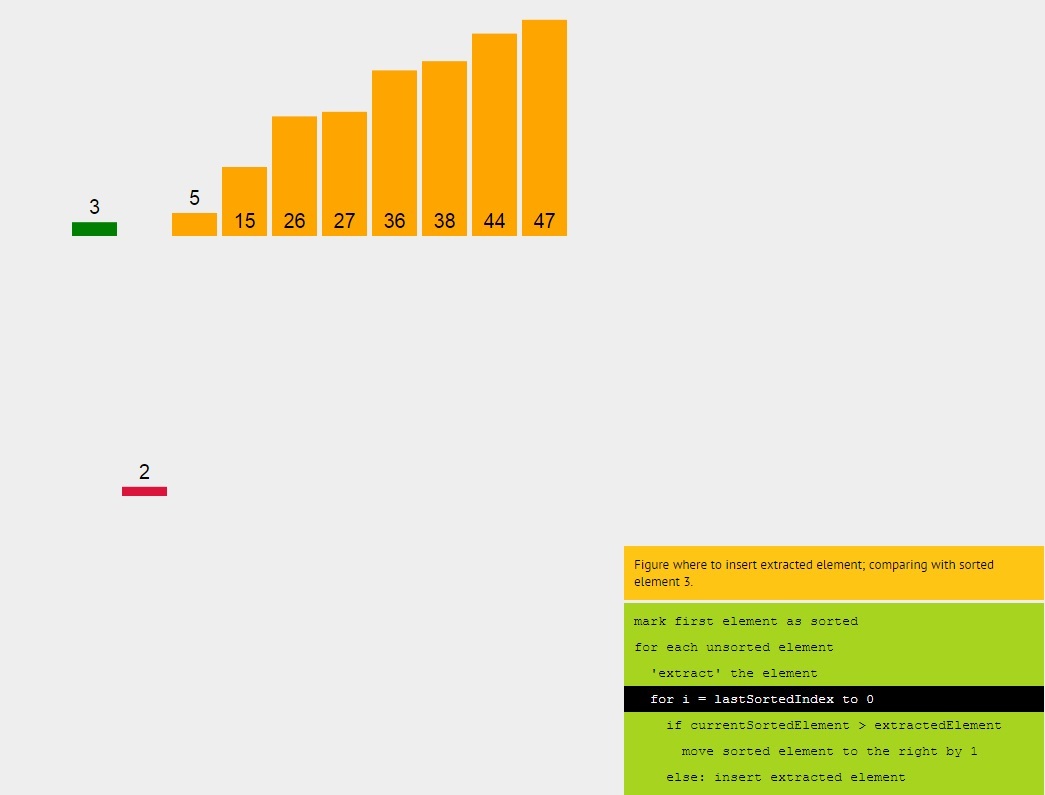 3
5
15 26 27 36 38 44 47
2
Figure where to insert extracted element; comparing with sorted
element 3.
mark first element as sorted
for each unsorted element
'extract' the element
for i = lastSortedIndex to 0
if currentSortedElement > extractedElement
move sorted element to the right by 1
else: insert extracted element